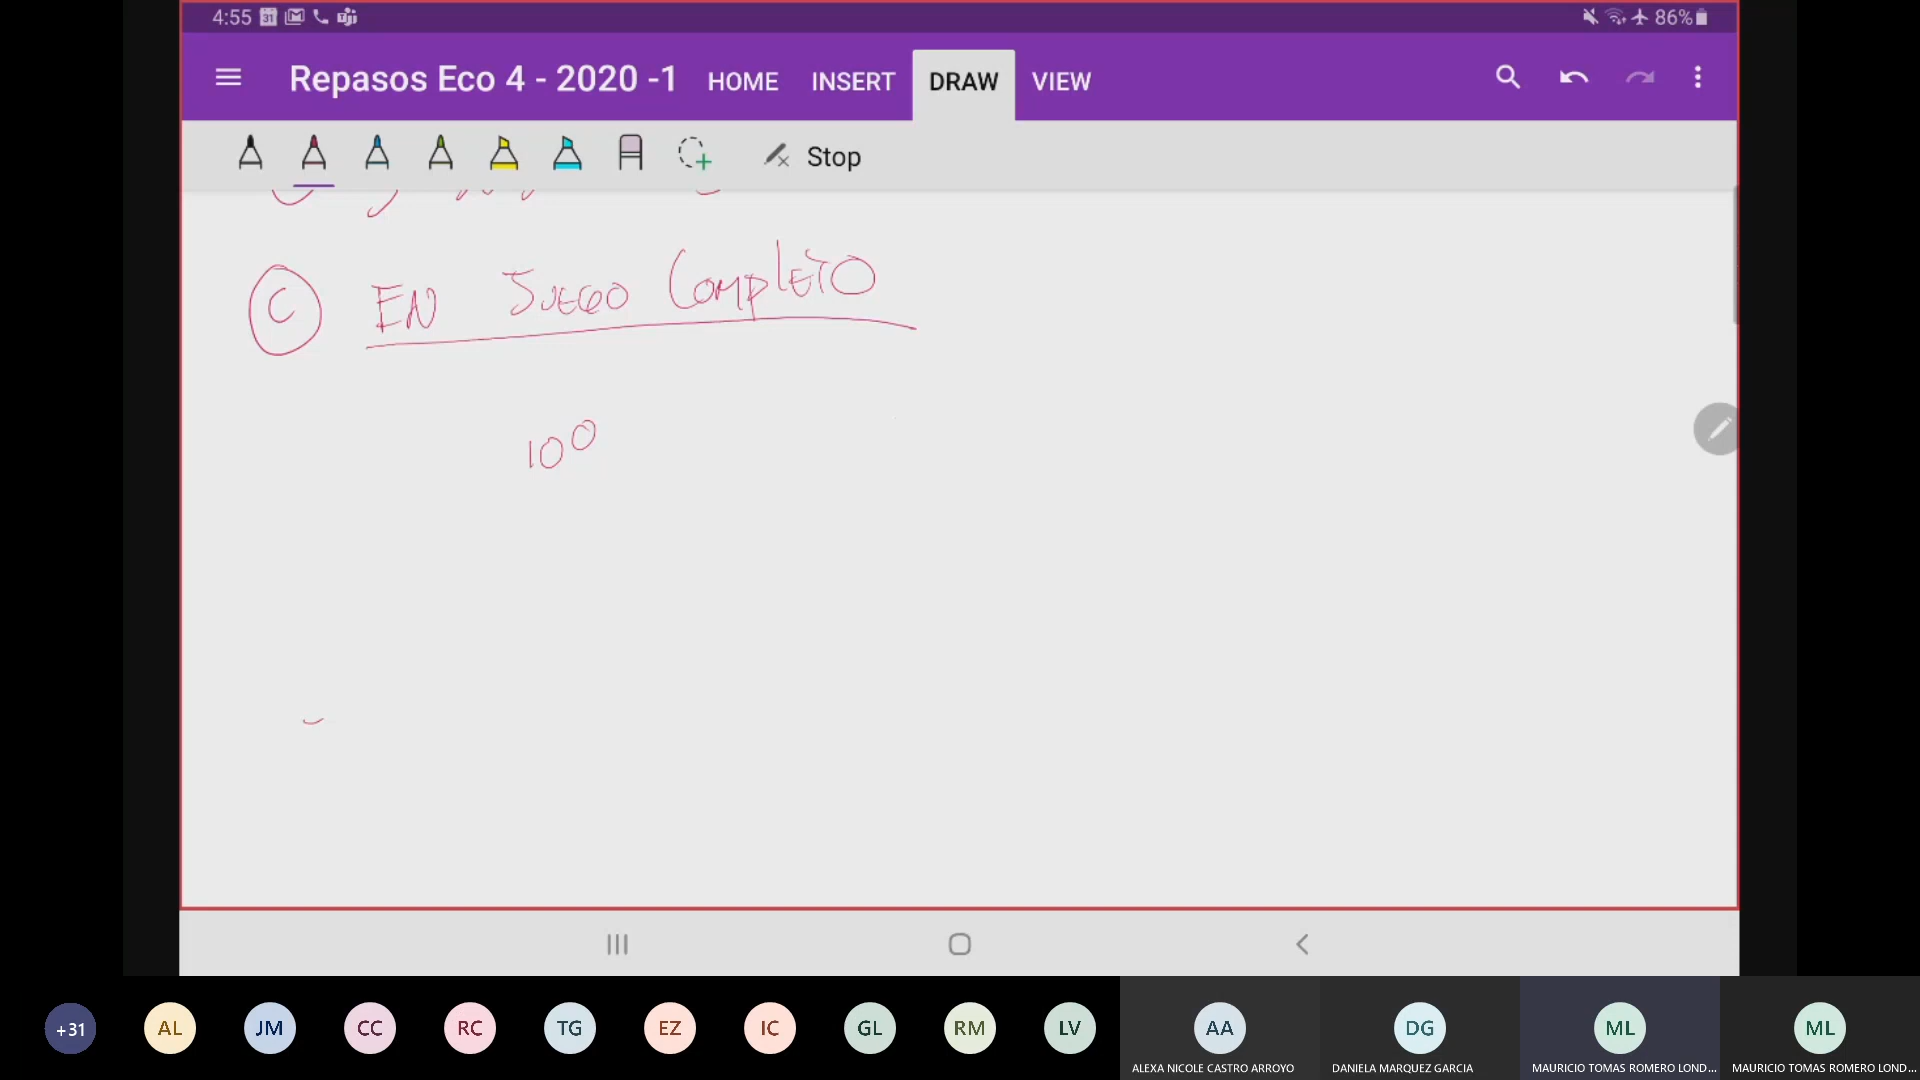 4:55 31 86%
Repasos Eco 4 - 2020 -1 HOME INSERT DRAW VIEW
Stop
C EN JUEGO COMPLETO
100
+31 AL JM CC RC TG EZ IC GL RM LV AA DG ML ML
ALEXA NICOLE CASTRO ARROYO DANIELA MARQUEZ GARCIA MAURICIO TOMAS ROMERO LOND... MAURICIO TOMAS ROMERO LOND...